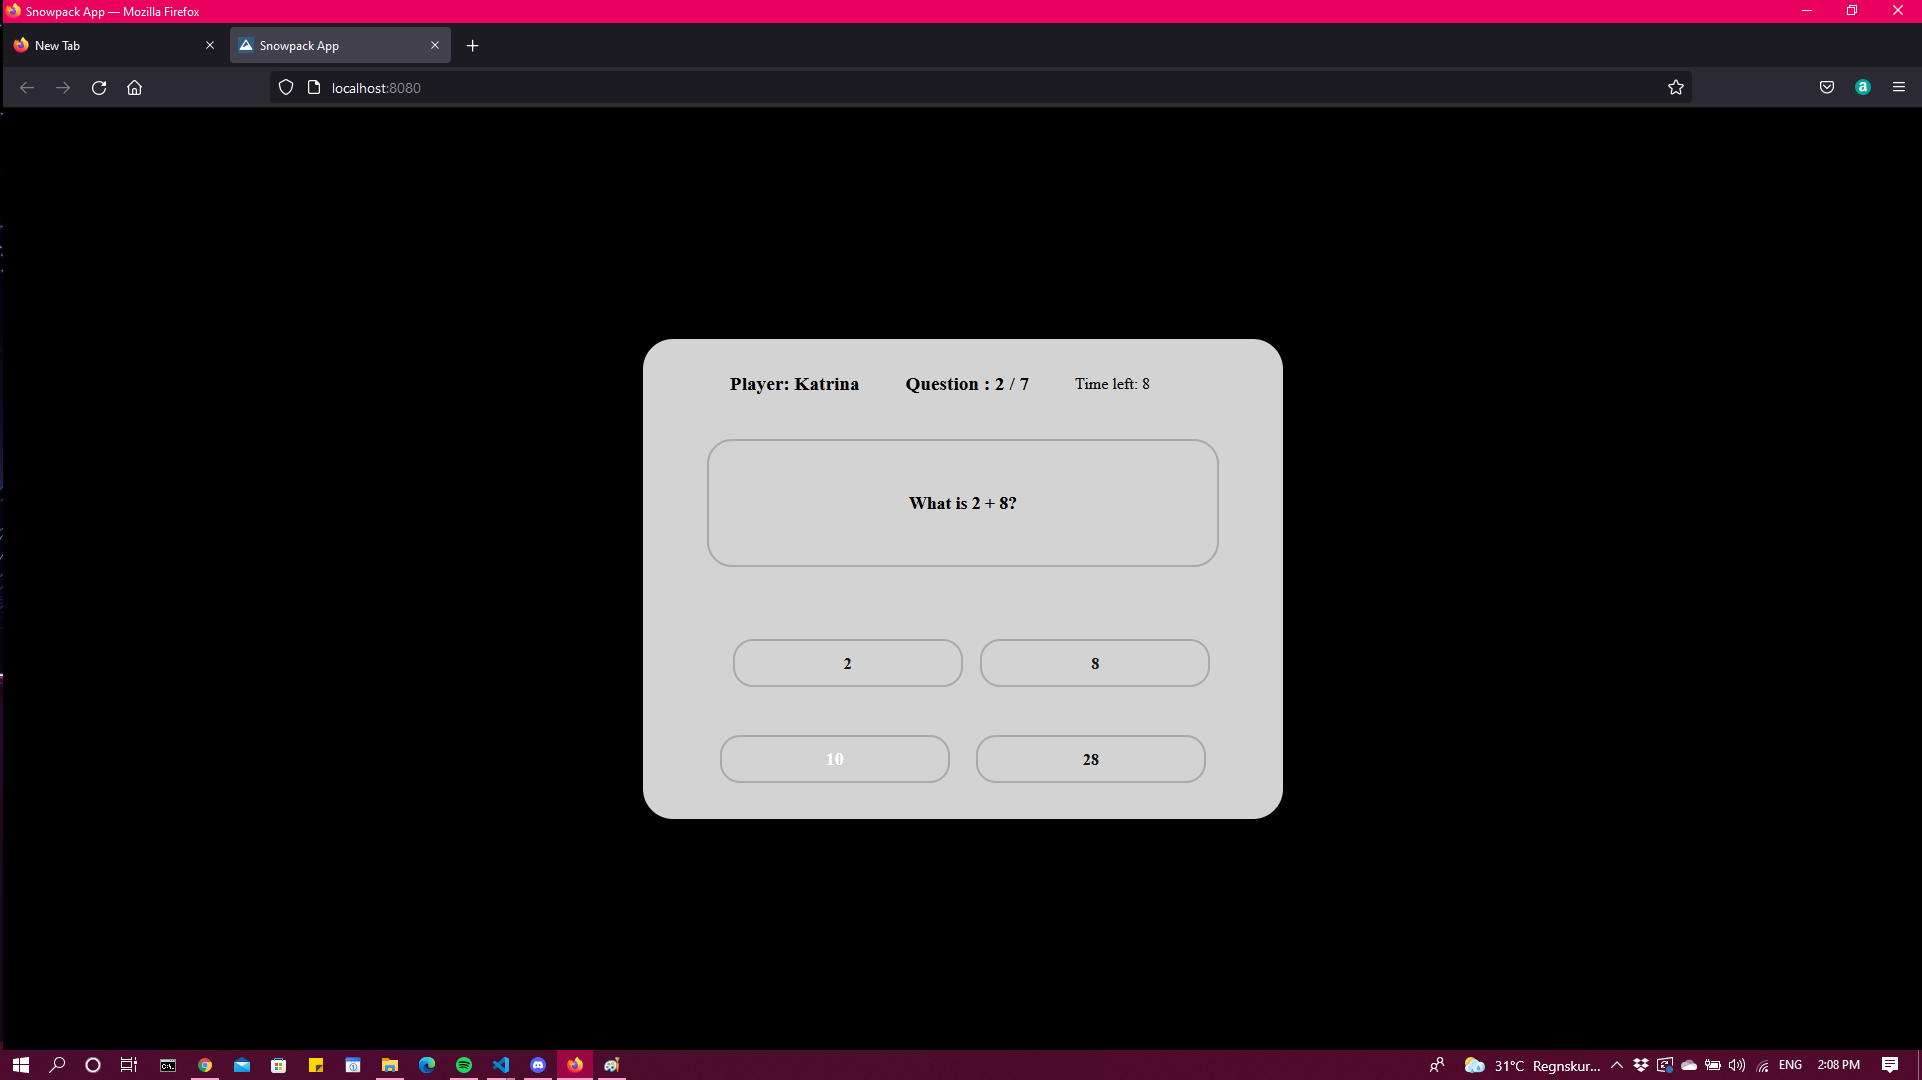 Snowpack App — Mozilla Firefox
New Tab
Snowpack App
localhost:8080
Player: Katrina
Question : 2 / 7
Time left: 8
What is 2 + 8?
2
8
10
28
31°C Regnskur...
ENG
2:08 PM